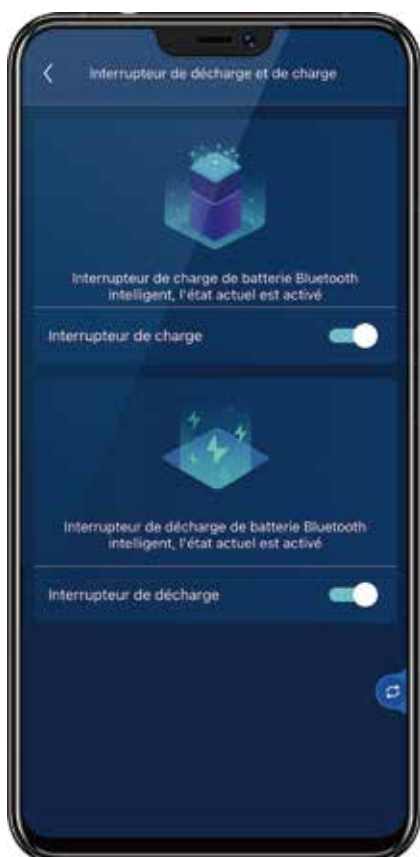 Interrupteur de décharge et de charge
Interrupteur de charge de batterie Bluetooth
intelligent, l'état actuel est activé
Interrupteur de charge
Interrupteur de décharge de batterie Bluetooth
intelligent, l'état actuel est activé
Interrupteur de décharge